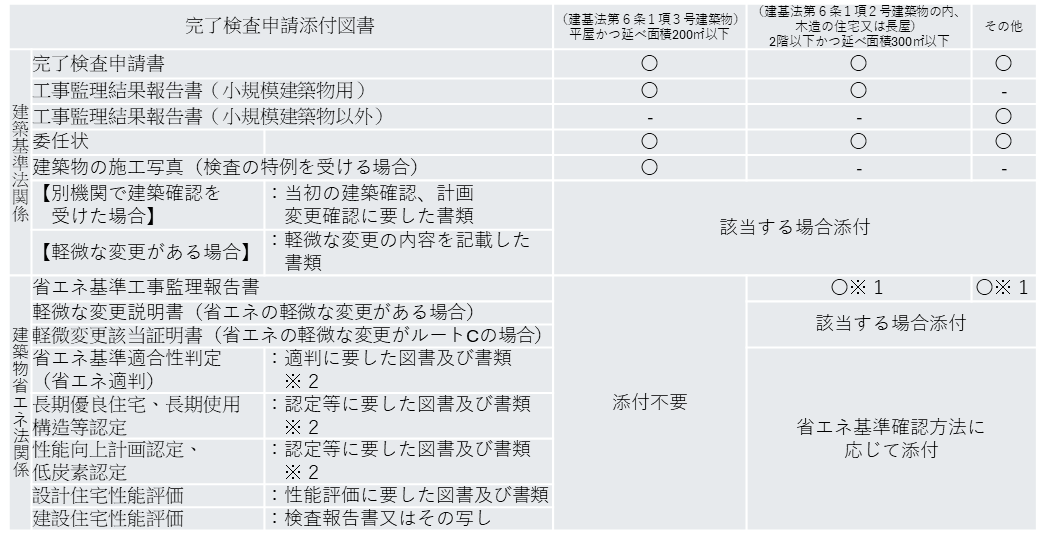 完了検査申請添付図書
（建基法第６条１項３号建築物）
平屋かつ延べ面積200㎡以下
（建基法第６条１項２号建築物の内、
木造の住宅又は長屋）
2階以下かつ延べ面積300㎡以下
その他
建築基準法関係
完了検査申請書
〇
〇
〇
工事監理結果報告書（小規模建築物用）
〇
〇
-
工事監理結果報告書（小規模建築物以外）
-
-
〇
委任状
〇
〇
〇
建築物の施工写真（検査の特例を受ける場合）
〇
-
-
【別機関で建築確認を
受けた場合】
：当初の建築確認、計画
変更確認に要した書類
該当する場合添付
【軽微な変更がある場合】
：軽微な変更の内容を記載した
書類
建築物省エネ法関係
省エネ基準工事監理報告書
添付不要
〇※１
〇※１
軽微な変更説明書（省エネの軽微な変更がある場合）
該当する場合添付
軽微変更該当証明書（省エネの軽微な変更がルートCの場合）
省エネ基準適合性判定
（省エネ適判）
：適判に要した図書及び書類
※２
省エネ基準確認方法に
応じて添付
長期優良住宅、長期使用
構造等認定
：認定等に要した図書及び書類
※２
性能向上計画認定、
低炭素認定
：認定等に要した図書及び書類
※２
設計住宅性能評価
：性能評価に要した図書及び書類
建設住宅性能評価
：検査報告書又はその写し